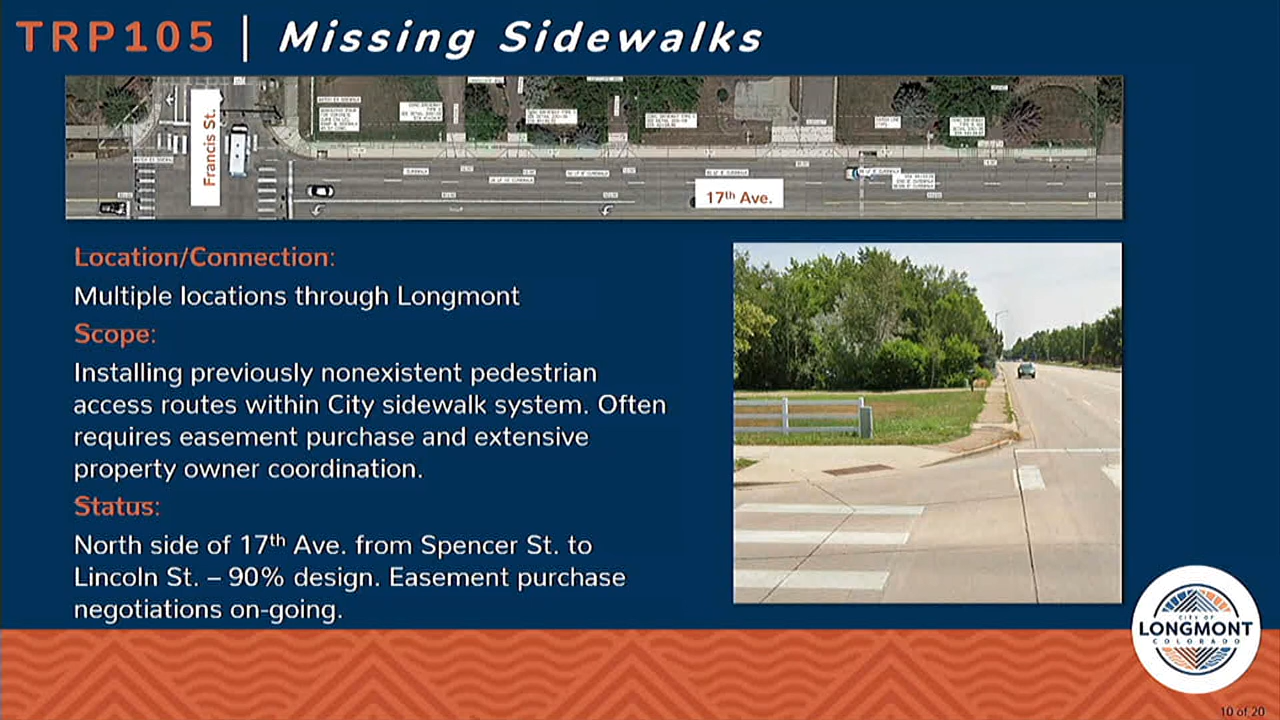 TRP105 | Missing Sidewalks
Francis St.
17th Ave.
Location/Connection:
Multiple locations through Longmont
Scope:
Installing previously nonexistent pedestrian
access routes within City sidewalk system. Often
requires easement purchase and extensive
property owner coordination.
Status:
North side of 17th Ave. from Spencer St. to
Lincoln St. – 90% design. Easement purchase
negotiations on-going.
CITY OF
LONGMONT
COLORADO
10 of 20